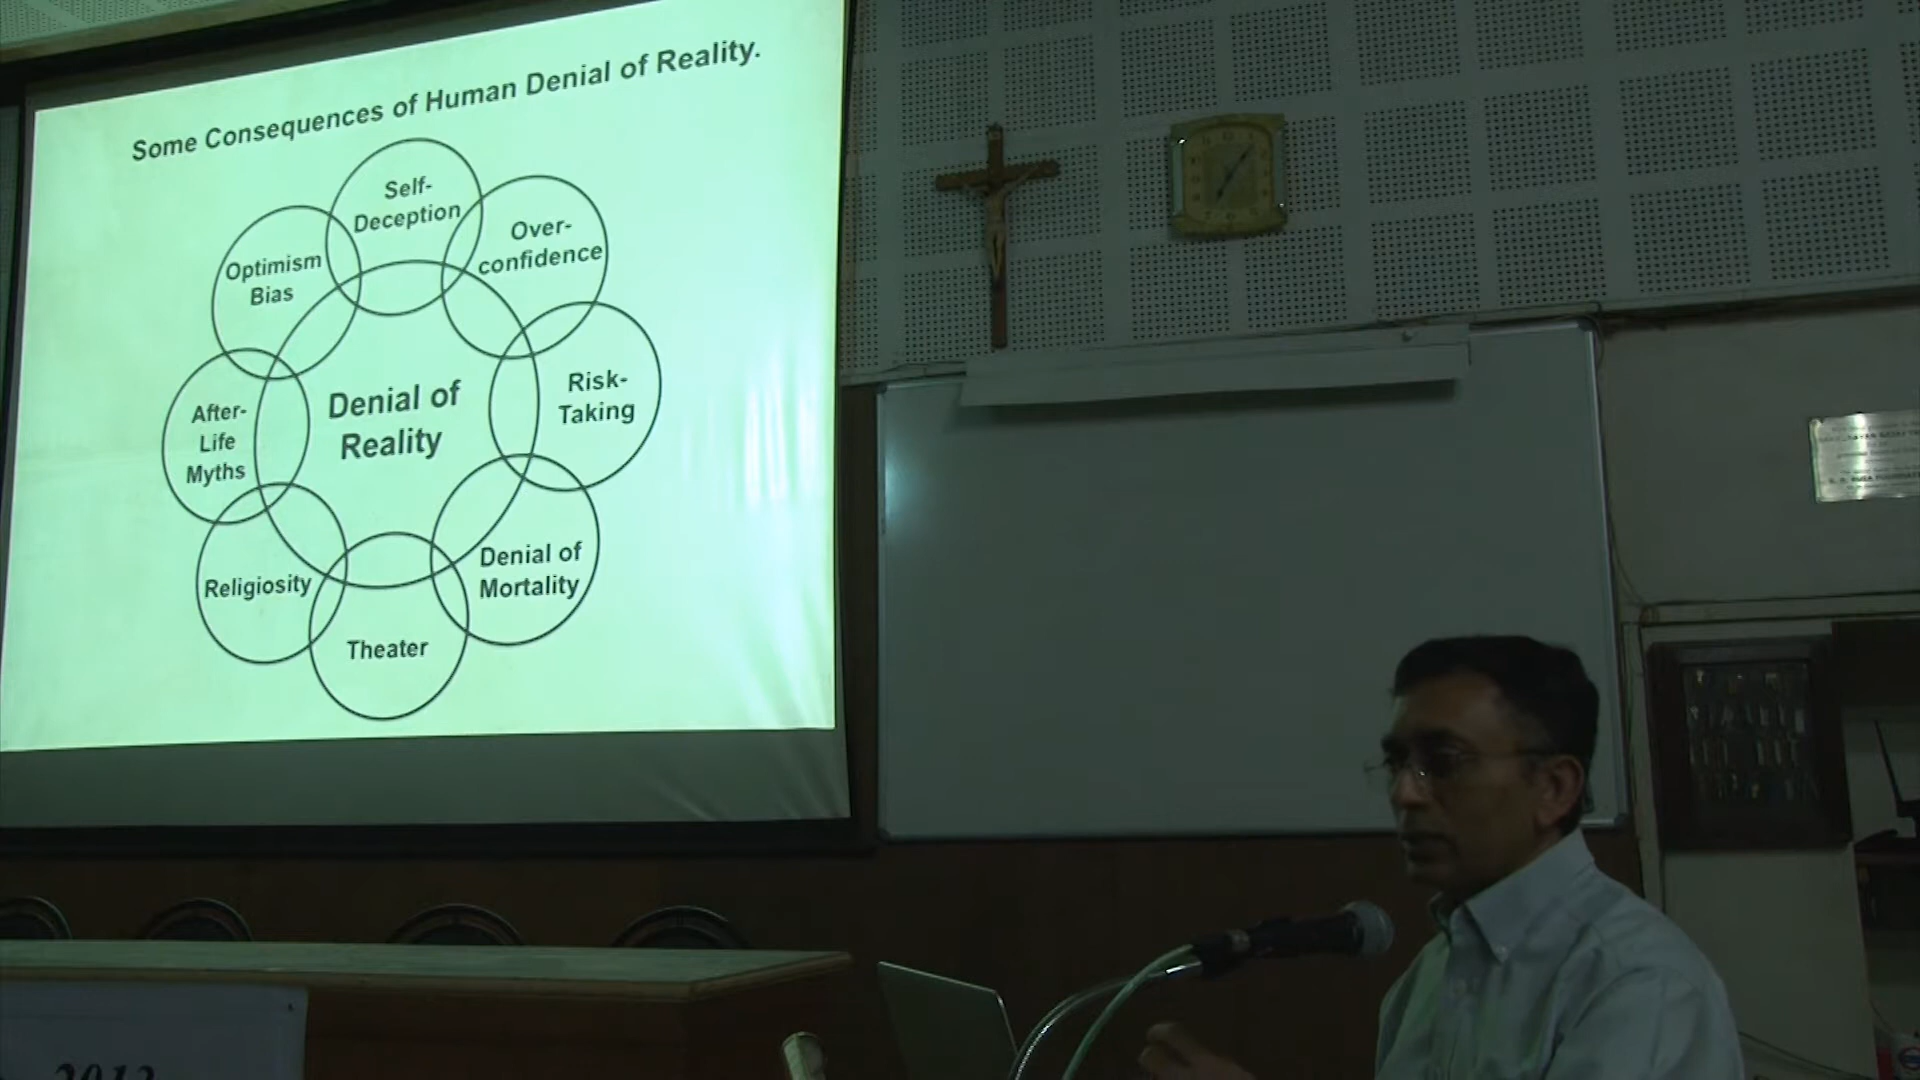 Some Consequences of Human Denial of Reality.
Self-
Deception
Over-
confidence
Optimism
Bias
Risk-
Taking
After-
Life
Myths
Denial of
Reality
Denial of
Mortality
Religiosity
Theater
2013